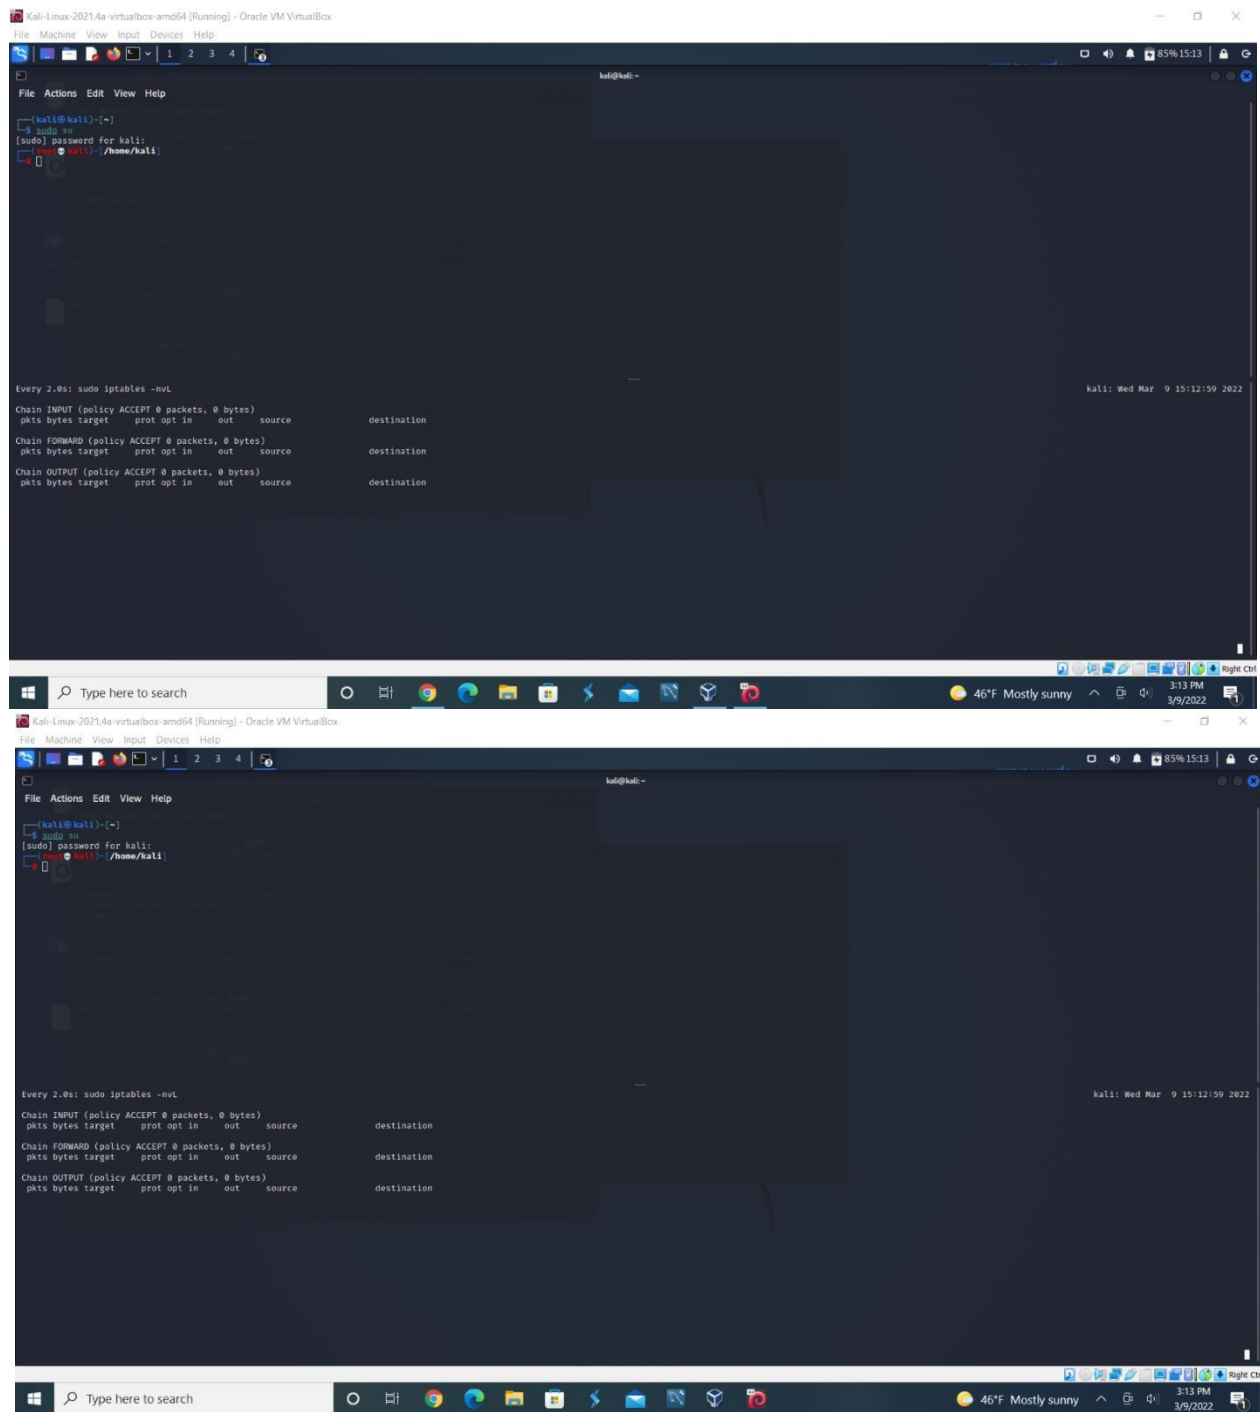 Kali-Linux-2021.4a-virtualbox-amd64 [Running] - Oracle VM VirtualBox
File Machine View Input Devices Help
1 2 3 4 85% 15:13
kali@kali: ~
File Actions Edit View Help
(kali㉿kali)-[~]
$ sudo su
[sudo] password for kali:
(root💀kali)-[/home/kali]
#
Every 2.0s: sudo iptables -nvL kali: Wed Mar 9 15:12:59 2022
Chain INPUT (policy ACCEPT 0 packets, 0 bytes)
pkts bytes target prot opt in out source destination
Chain FORWARD (policy ACCEPT 0 packets, 0 bytes)
pkts bytes target prot opt in out source destination
Chain OUTPUT (policy ACCEPT 0 packets, 0 bytes)
pkts bytes target prot opt in out source destination
Right Ctrl
Type here to search 46°F Mostly sunny 3:13 PM
3/9/2022
Kali-Linux-2021.4a-virtualbox-amd64 [Running] - Oracle VM VirtualBox
File Machine View Input Devices Help
1 2 3 4 85% 15:13
kali@kali: ~
File Actions Edit View Help
(kali㉿kali)-[~]
$ sudo su
[sudo] password for kali:
(root💀kali)-[/home/kali]
#
Every 2.0s: sudo iptables -nvL kali: Wed Mar 9 15:12:59 2022
Chain INPUT (policy ACCEPT 0 packets, 0 bytes)
pkts bytes target prot opt in out source destination
Chain FORWARD (policy ACCEPT 0 packets, 0 bytes)
pkts bytes target prot opt in out source destination
Chain OUTPUT (policy ACCEPT 0 packets, 0 bytes)
pkts bytes target prot opt in out source destination
Right Ct
Type here to search 46°F Mostly sunny 3:13 PM
3/9/2022